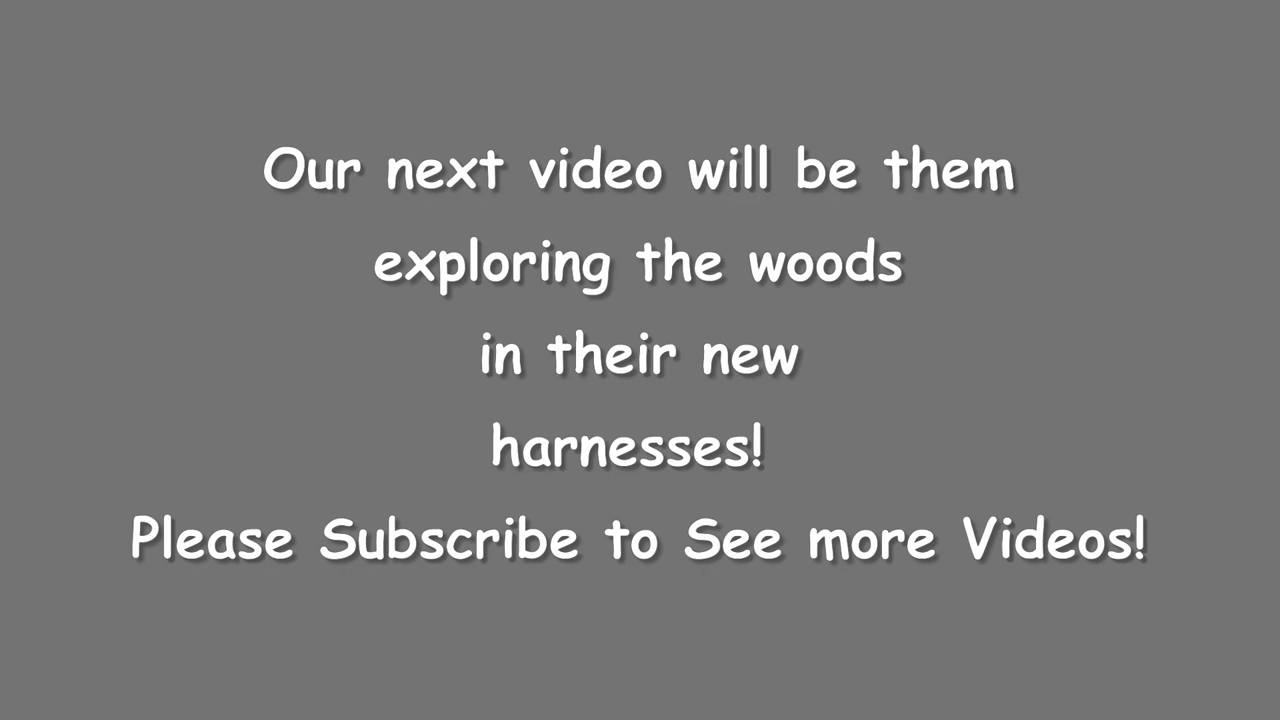 Our next video will be them
exploring the woods
in their new
harnesses!
Please Subscribe to See more Videos!